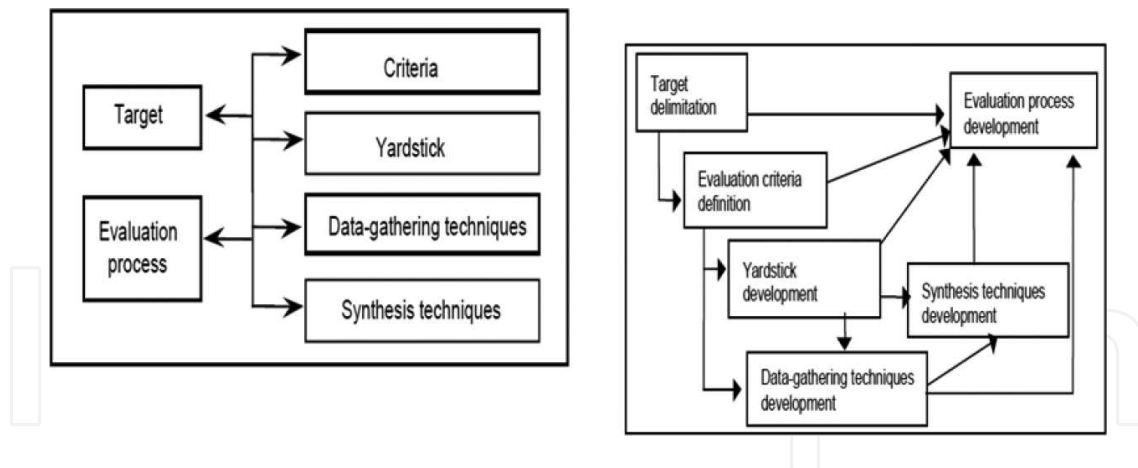 Target
Evaluation
process
Criteria
Yardstick
Data-gathering techniques
Synthesis techniques
Target
delimitation
Evaluation process
development
Evaluation criteria
definition
Yardstick
development
Synthesis techniques
development
Data-gathering techniques
development